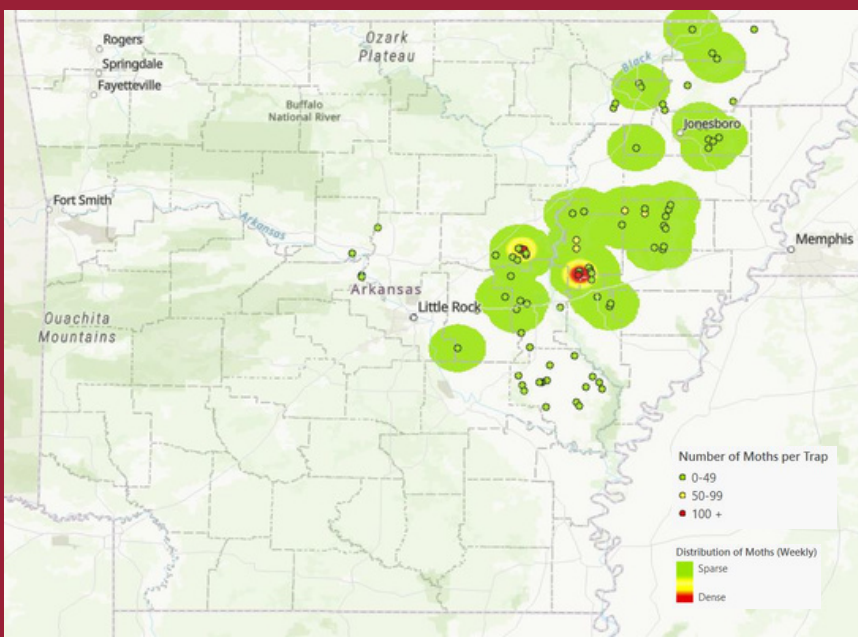 Rogers
Springdale
Fayetteville
Ozark
Plateau
Buffalo
National River
Black
Jonesboro
Fort Smith
Arkansas
Memphis
Arkansas
Little Rock
Ouachita
Mountains
Number of Moths per Trap
0-49
50-99
100 +
Distribution of Moths (Weekly)
Sparse
Dense